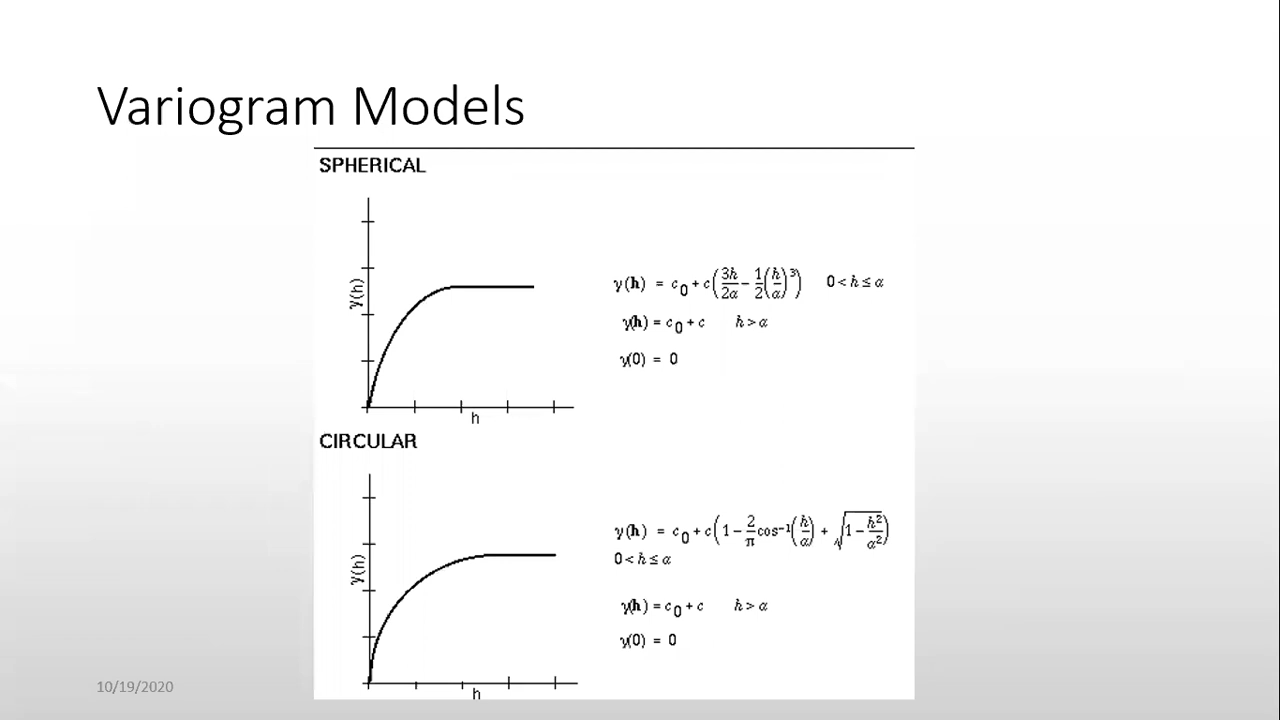 Variogram Models
SPHERICAL
γ(h)
γ(h) = c₀ + c(3h/2a − 1/2(h/a)³) 0 < h ≤ a
γ(h) = c₀ + c h > a
γ(0) = 0
h
CIRCULAR
γ(h)
γ(h) = c₀ + c(1 − 2/π cos⁻¹(h/a) + √(1 − h²/a²))
0 < h ≤ a
γ(h) = c₀ + c h > a
γ(0) = 0
h
10/19/2020